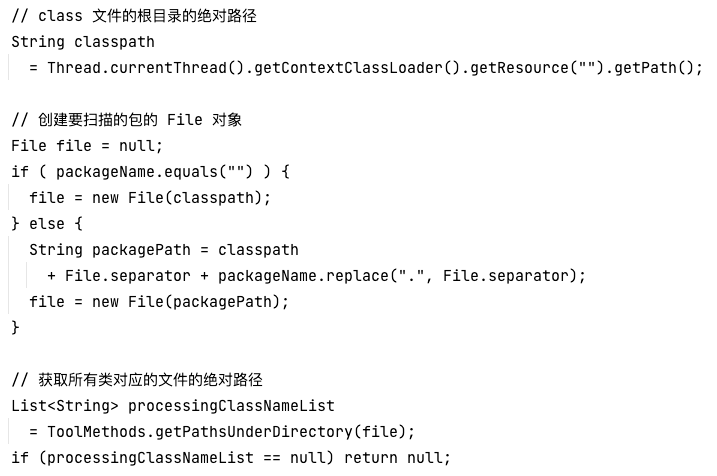 // class 文件的根目录的绝对路径
String classpath
  = Thread.currentThread().getContextClassLoader().getResource("").getPath();

// 创建要扫描的包的 File 对象
File file = null;
if ( packageName.equals("") ) {
  file = new File(classpath);
} else {
  String packagePath = classpath
    + File.separator + packageName.replace(".", File.separator);
  file = new File(packagePath);
}

// 获取所有类对应的文件的绝对路径
List<String> processingClassNameList
  = ToolMethods.getPathsUnderDirectory(file);
if (processingClassNameList == null) return null;